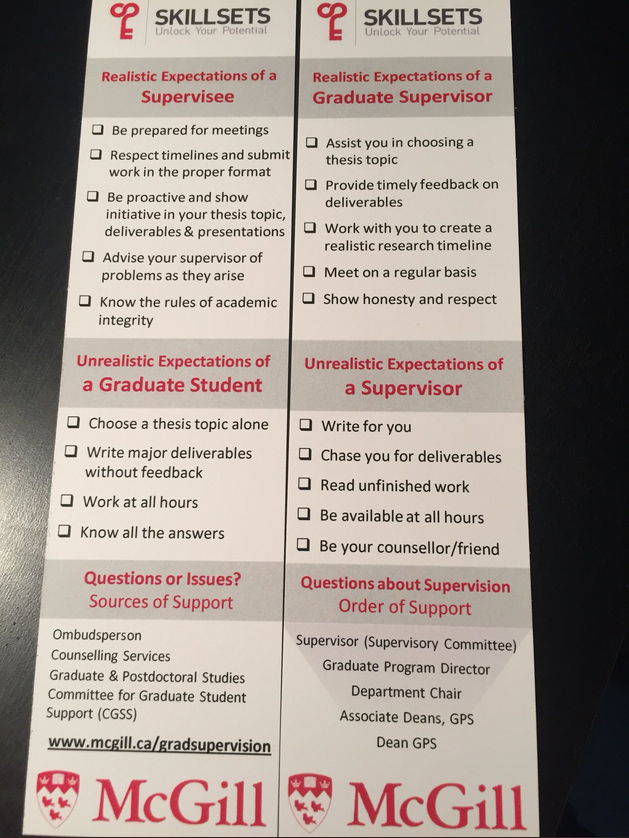 SKILLSETS
Unlock Your Potential
Realistic Expectations of a
Supervisee
❑ Be prepared for meetings
❑ Respect timelines and submit
work in the proper format
❑ Be proactive and show
initiative in your thesis topic,
deliverables & presentations
❑ Advise your supervisor of
problems as they arise
❑ Know the rules of academic
integrity
Unrealistic Expectations of
a Graduate Student
❑ Choose a thesis topic alone
❑ Write major deliverables
without feedback
❑ Work at all hours
❑ Know all the answers
Questions or Issues?
Sources of Support
Ombudsperson
Counselling Services
Graduate & Postdoctoral Studies
Committee for Graduate Student
Support (CGSS)
www.mcgill.ca/gradsupervision
McGill
SKILLSETS
Unlock Your Potential
Realistic Expectations of a
Graduate Supervisor
❑ Assist you in choosing a
thesis topic
❑ Provide timely feedback on
deliverables
❑ Work with you to create a
realistic research timeline
❑ Meet on a regular basis
❑ Show honesty and respect
Unrealistic Expectations of
a Supervisor
❑ Write for you
❑ Chase you for deliverables
❑ Read unfinished work
❑ Be available at all hours
❑ Be your counsellor/friend
Questions about Supervision
Order of Support
Supervisor (Supervisory Committee)
Graduate Program Director
Department Chair
Associate Deans, GPS
Dean GPS
McGill